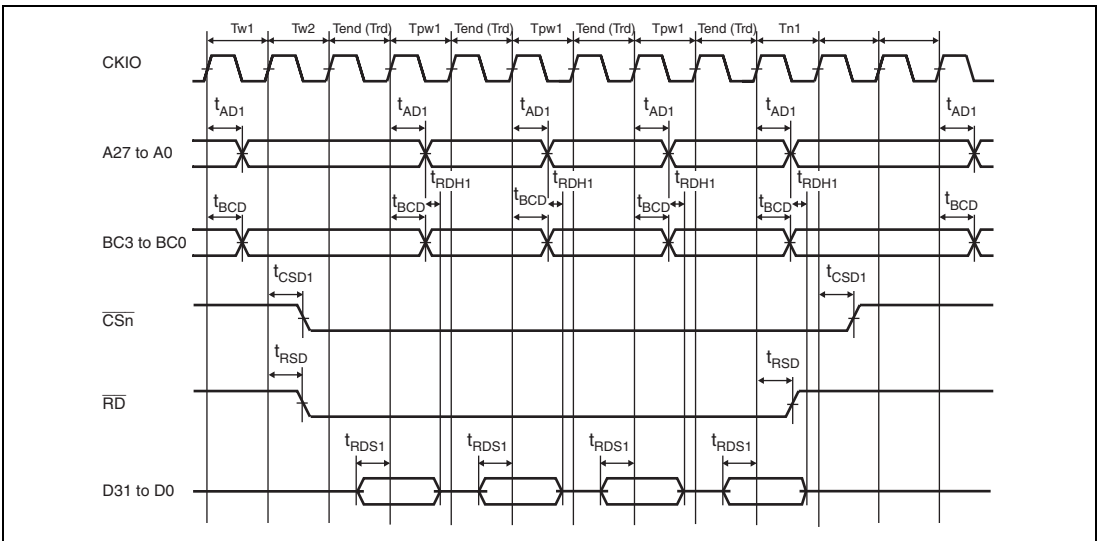 Tw1 Tw2 Tend (Trd) Tpw1 Tend (Trd) Tpw1 Tend (Trd) Tpw1 Tend (Trd) Tn1
CKIO
tAD1 tAD1 tAD1 tAD1 tAD1 tAD1
A27 to A0
tRDH1 tRDH1 tRDH1 tRDH1
tBCD tBCD tBCD tBCD tBCD tBCD
BC3 to BC0
tCSD1 tCSD1
CSn
tRSD tRSD
RD
tRDS1 tRDS1 tRDS1 tRDS1
D31 to D0